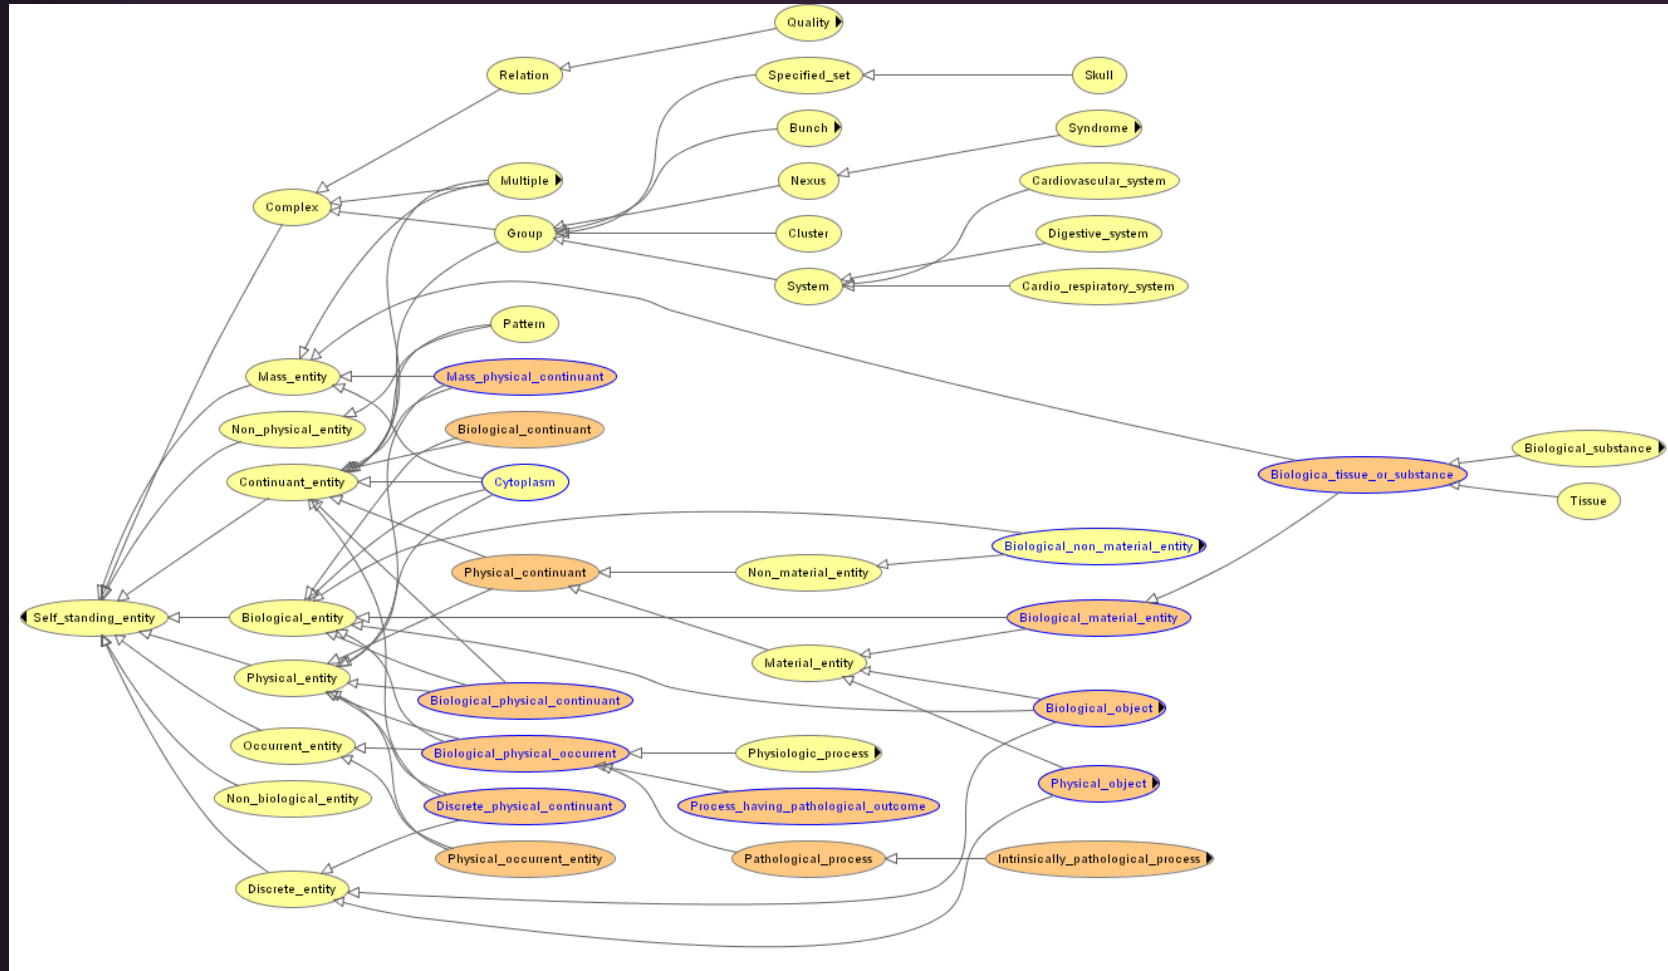 Quality
Relation
Specified_set
Skull
Bunch
Syndrome
Multiple
Nexus
Cardiovascular_system
Complex
Group
Cluster
Digestive_system
System
Cardio_respiratory_system
Pattern
Mass_entity
Mass_physical_continuant
Non_physical_entity
Biological_continuant
Biological_substance
Continuant_entity
Cytoplasm
Biologica_tissue_or_substance
Tissue
Biological_non_material_entity
Physical_continuant
Non_material_entity
Self_standing_entity
Biological_entity
Biological_material_entity
Material_entity
Physical_entity
Biological_physical_continuant
Biological_object
Occurrent_entity
Biological_physical_occurrent
Physiologic_process
Physical_object
Non_biological_entity
Discrete_physical_continuant
Process_having_pathological_outcome
Physical_occurrent_entity
Pathological_process
Intrinsically_pathological_process
Discrete_entity